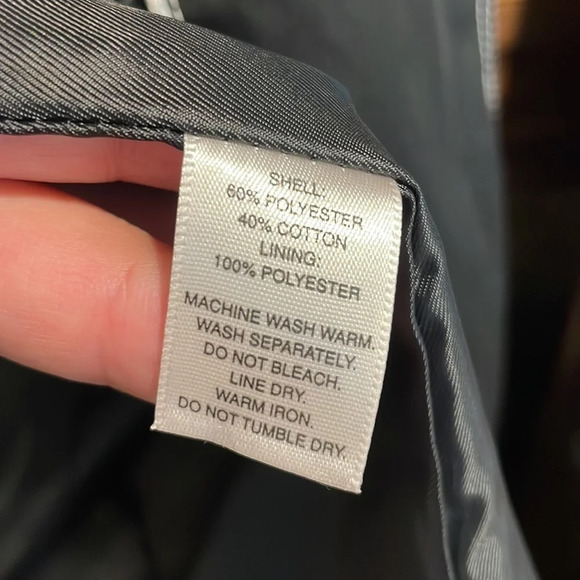 SHELL:
60% POLYESTER
40% COTTON
LINING:
100% POLYESTER
MACHINE WASH WARM.
WASH SEPARATELY.
DO NOT BLEACH.
LINE DRY.
WARM IRON.
DO NOT TUMBLE DRY.